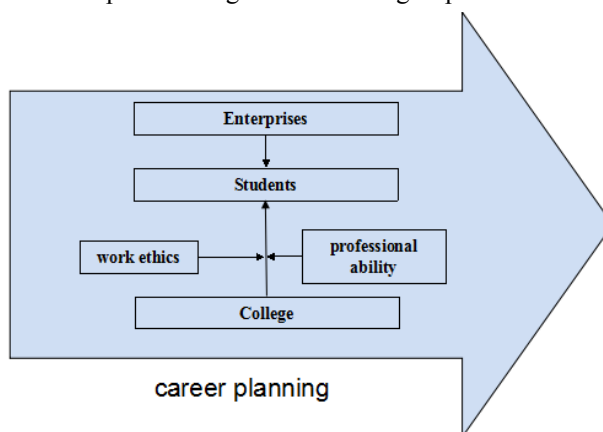 Enterprises
Students
work ethics
professional
ability
College
career planning